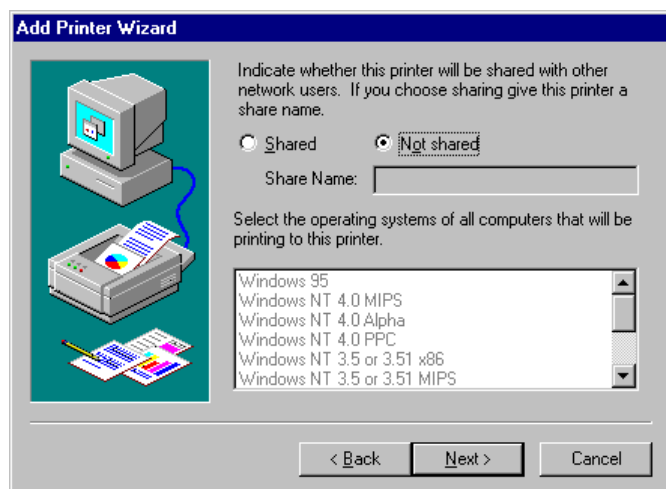 Add Printer Wizard
Indicate whether this printer will be shared with other
network users.  If you choose sharing give this printer a
share name.
Shared
Not shared
Share Name:
Select the operating systems of all computers that will be
printing to this printer.
Windows 95
Windows NT 4.0 MIPS
Windows NT 4.0 Alpha
Windows NT 4.0 PPC
Windows NT 3.5 or 3.51 x86
Windows NT 3.5 or 3.51 MIPS
< Back
Next >
Cancel